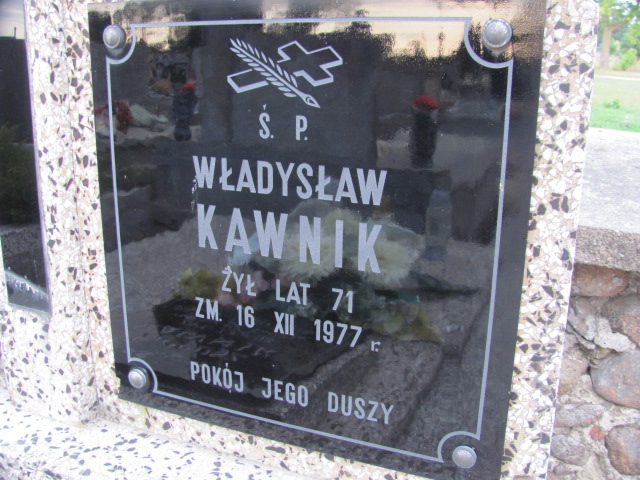 Ś. P.
WŁADYSŁAW
KAWNIK
ŻYŁ LAT 71
ZM. 16 XII 1977 r.
POKÓJ JEGO DUSZY